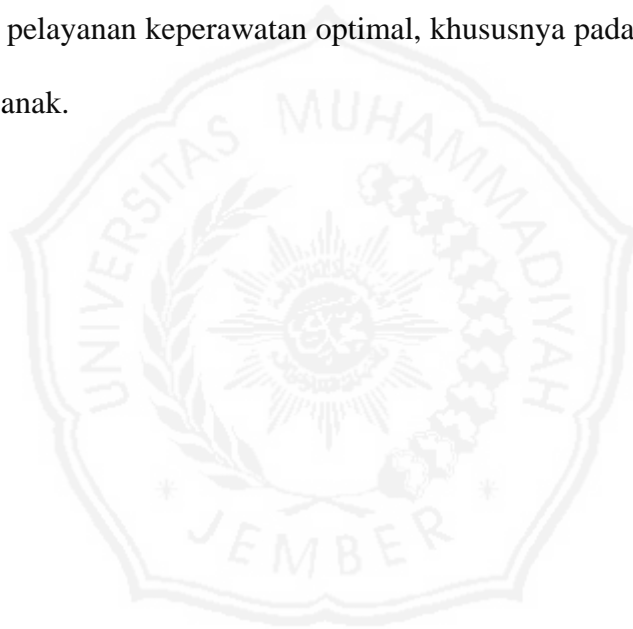 pelayanan keperawatan optimal, khususnya pada
anak.
UNIVERSITAS MUHAMMADIYAH
JEMBER